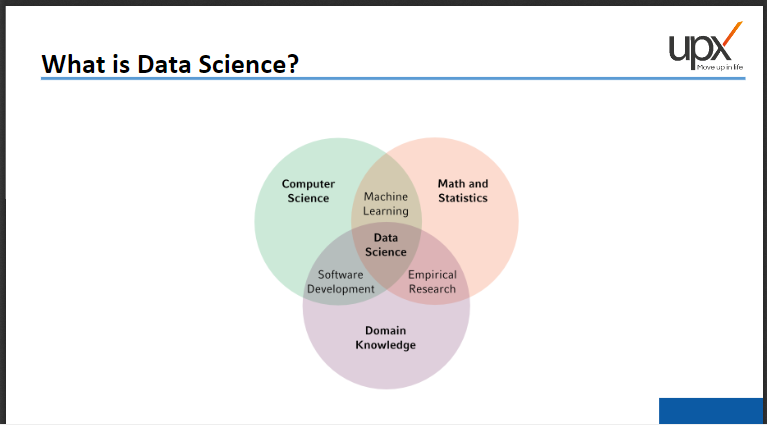 What is Data Science?
upx
Move up in life
Computer
Science
Math and
Statistics
Machine
Learning
Data
Science
Software
Development
Empirical
Research
Domain
Knowledge